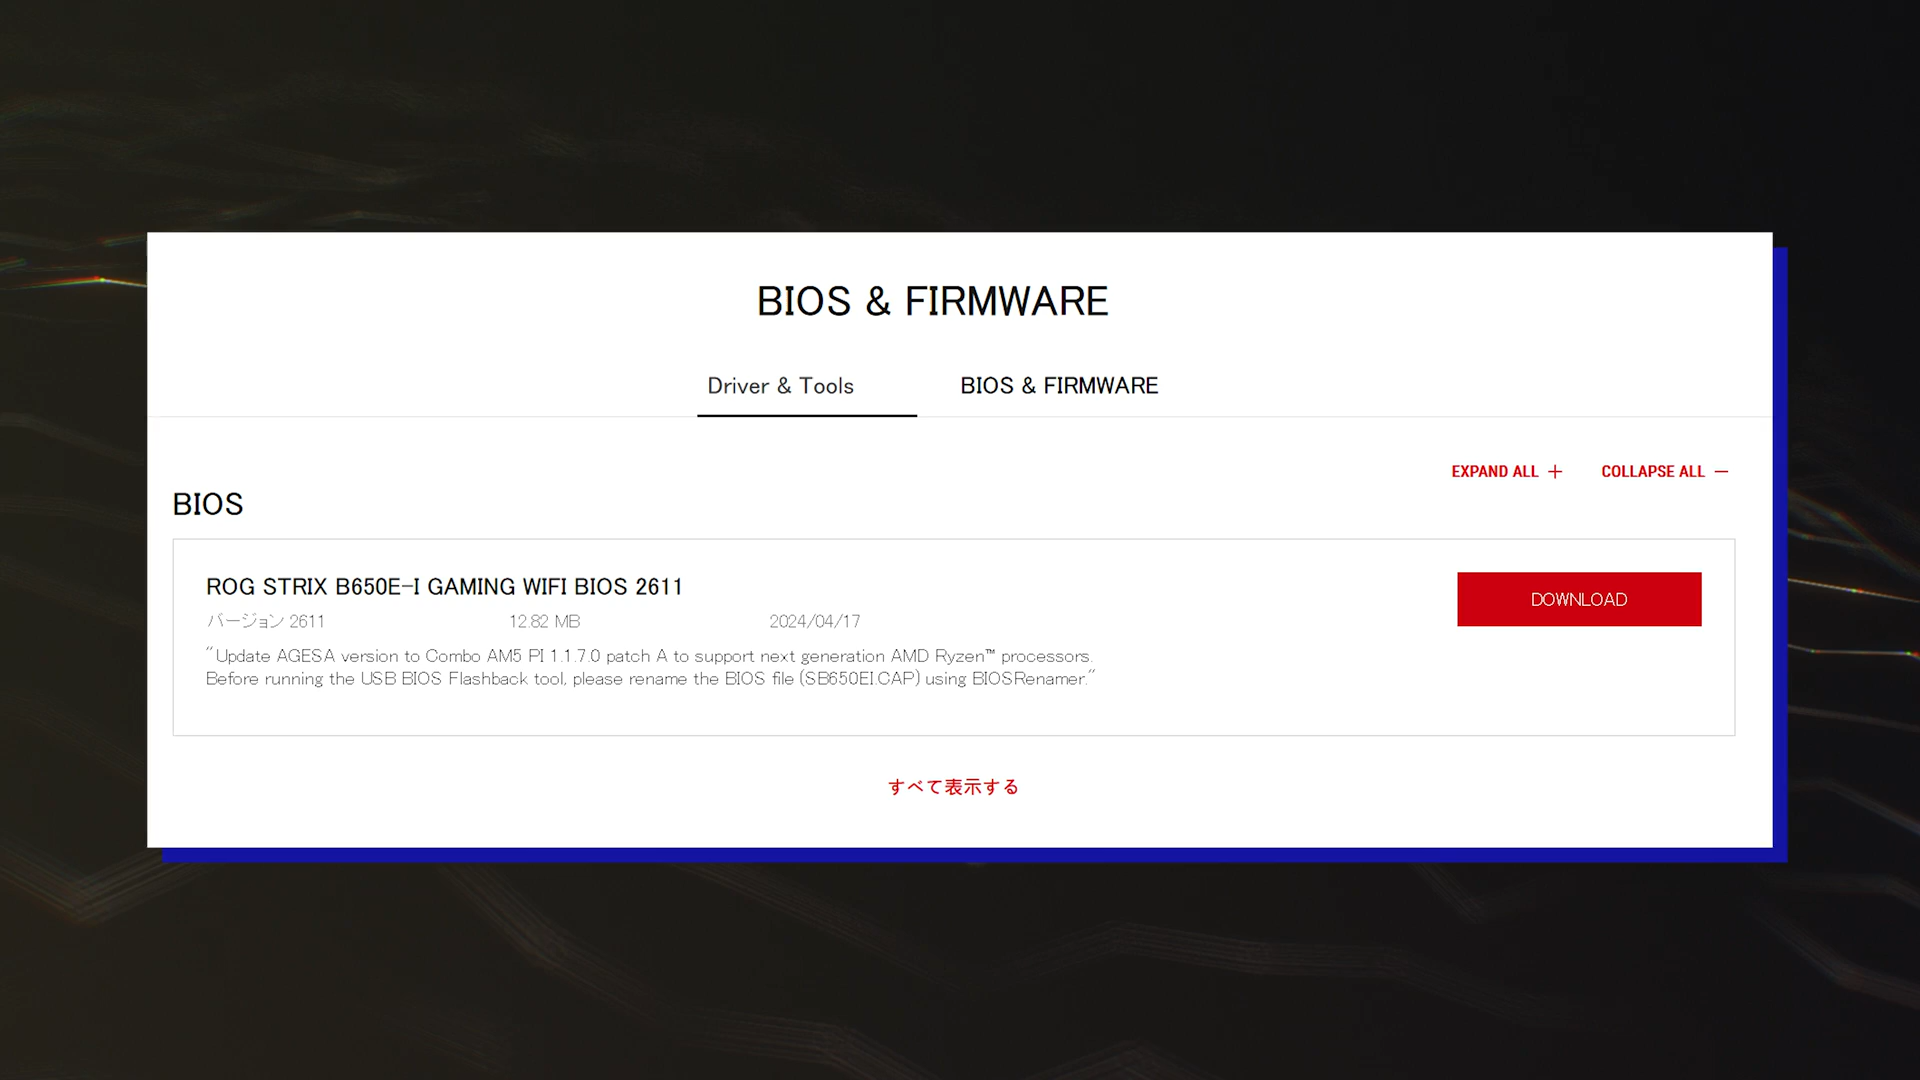 BIOS & FIRMWARE
Driver & Tools BIOS & FIRMWARE
EXPAND ALL + COLLAPSE ALL −
BIOS
ROG STRIX B650E-I GAMING WIFI BIOS 2611
DOWNLOAD
バージョン 2611 12.82 MB 2024/04/17
"Update AGESA version to Combo AM5 PI 1.1.7.0 patch A to support next generation AMD Ryzen™ processors.
Before running the USB BIOS Flashback tool, please rename the BIOS file (SB650EI.CAP) using BIOSRenamer."
すべて表示する